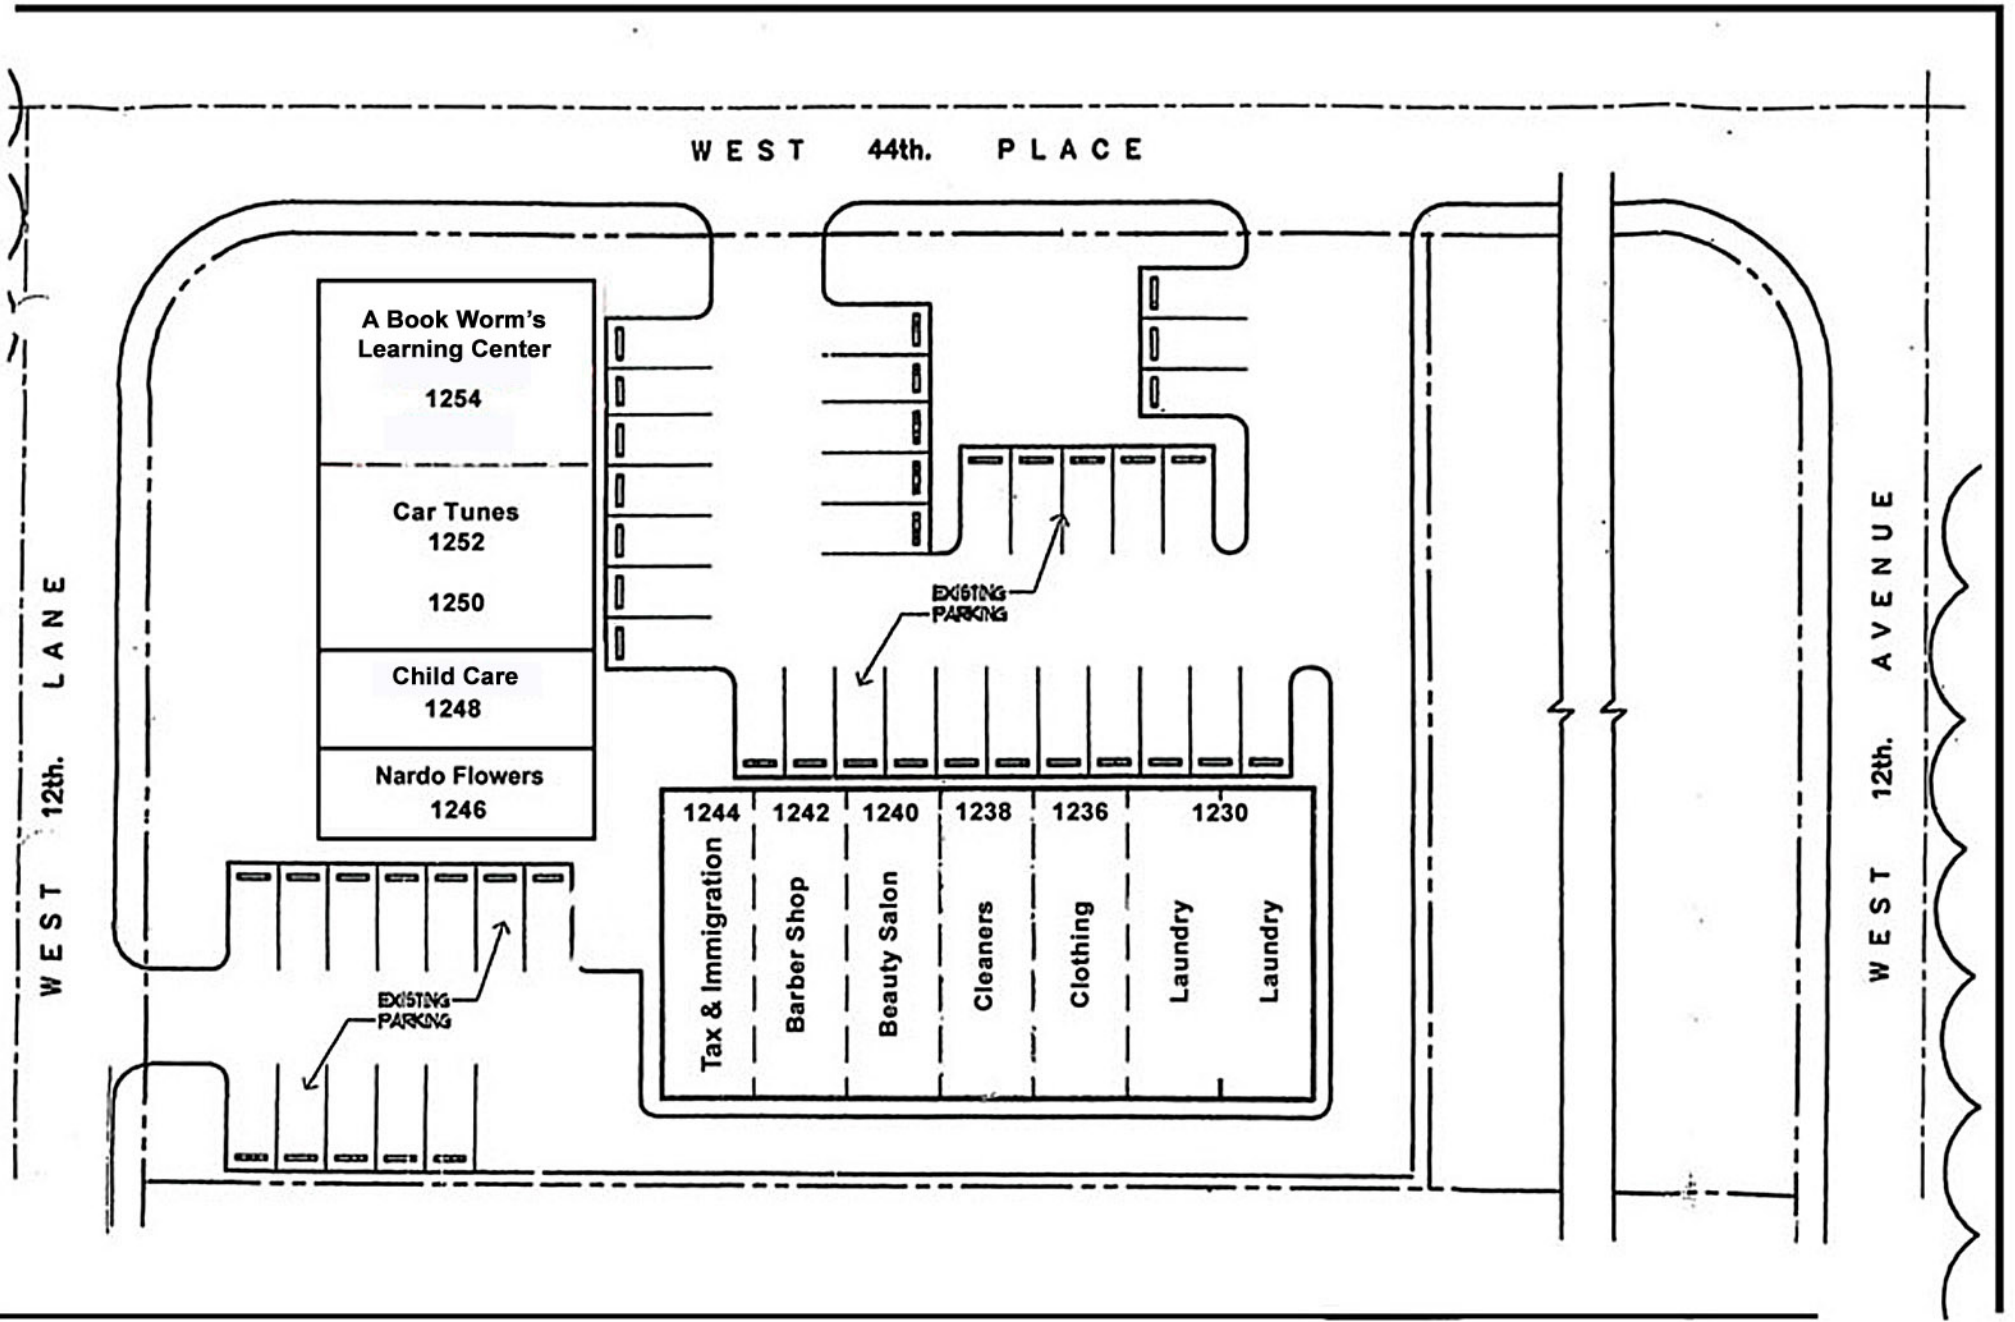 WEST 44th. PLACE
A Book Worm's
Learning Center
1254
Car Tunes
1252
1250
Child Care
1248
Nardo Flowers
1246
EXISTING
PARKING
1244
Tax & Immigration
1242
Barber Shop
1240
Beauty Salon
1238
Cleaners
1236
Clothing
1230
Laundry
Laundry
EXISTING
PARKING
WEST 12th. LANE
WEST 12th. AVENUE